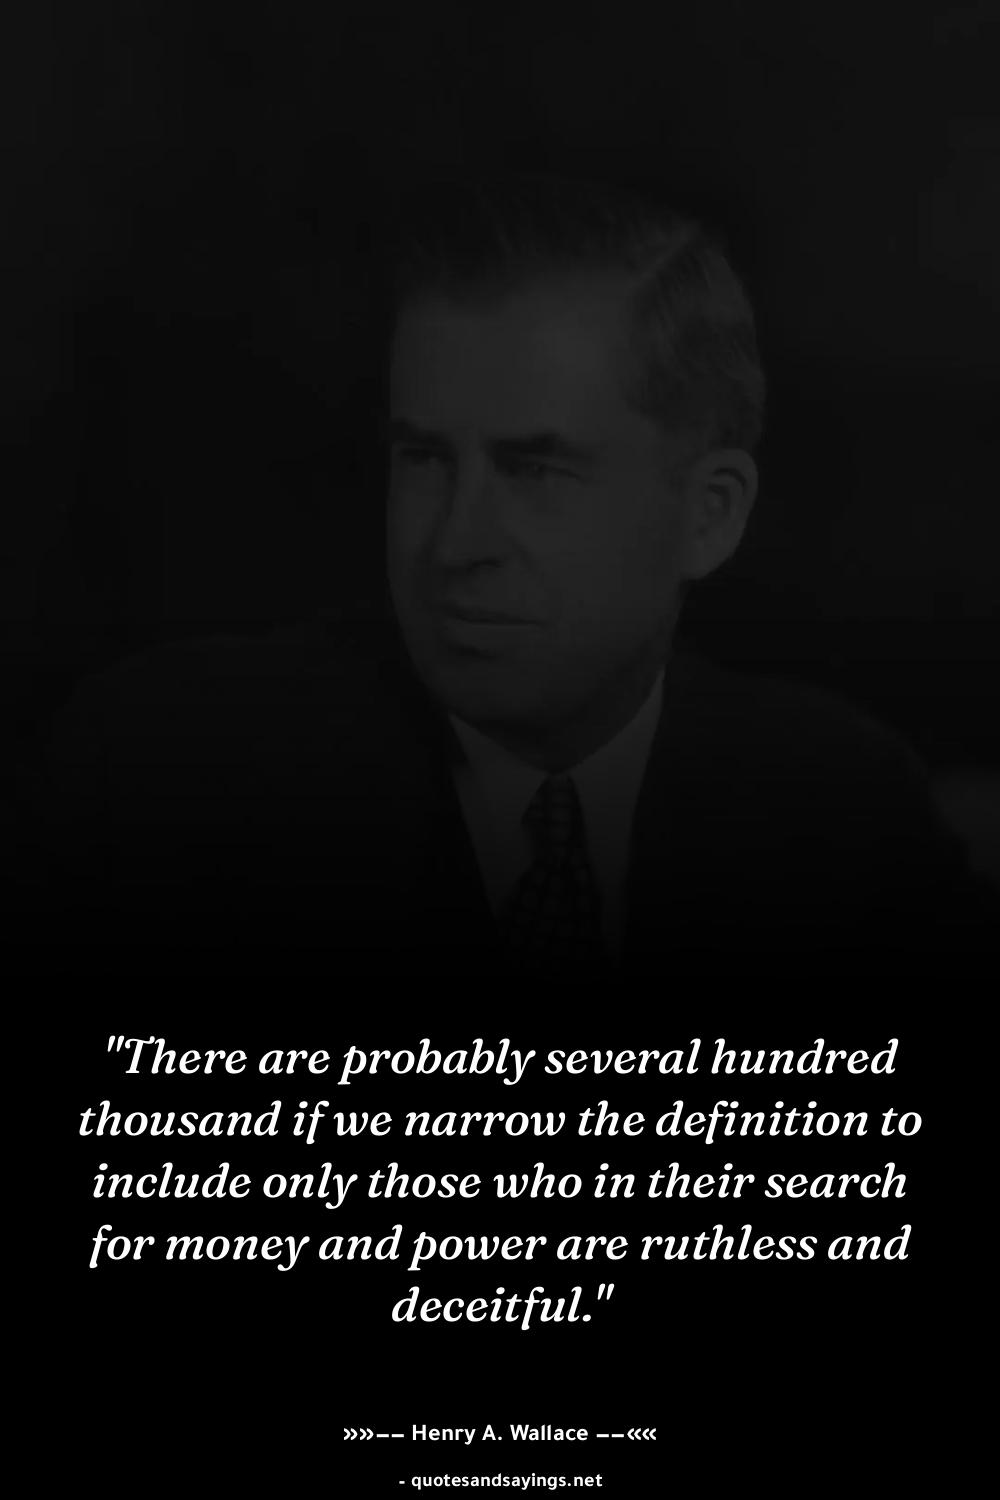 "There are probably several hundred
thousand if we narrow the definition to
include only those who in their search
for money and power are ruthless and
deceitful."
»»−− Henry A. Wallace −−««
- quotesandsayings.net